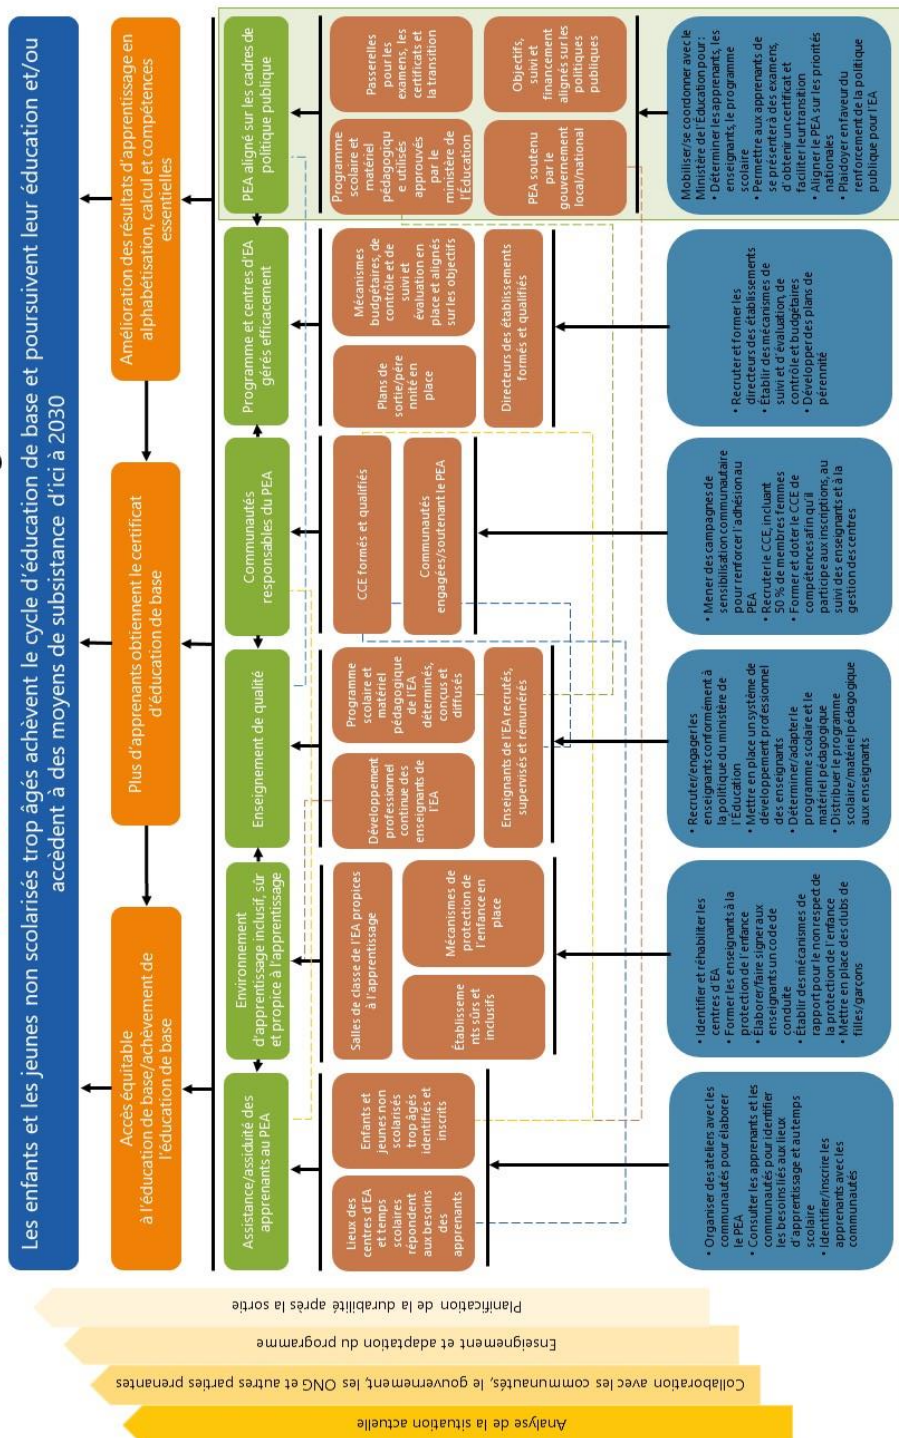 Les enfants et les jeunes non scolarisés trop âgés achèvent le cycle d'éducation de base et poursuivent leur éducation et/ou
accèdent à des moyens de subsistance d'ici à 2030
Accès équitable
à l'éducation de base/achèvement de
l'éducation de base
Plus d'apprenants obtiennent le certificat
d'éducation de base
Amélioration des résultats d'apprentissage en
alphabétisation, calcul et compétences
essentielles
Assistance/assiduité des
apprenants au PEA
Environnement
d'apprentissage inclusif, sûr
et propice à l'apprentissage
Enseignement de qualité
Communautés
responsables du PEA
Programme et centres d'EA
gérés efficacement
PEA aligné sur les cadres de
politique publique
Lieux des
centres d'EA
et temps
scolaires
répondent
aux besoins
des
apprenants
Enfants et
jeunes non
scolarisés
trop âgés
identifiés et
inscrits
Salles de classe de l'EA propices
à l'apprentissage
Établisseme
nts sûrs et
inclusifs
Mécanismes de
protection de
l'enfance en
place
Développement
professionnel
continue des
enseignants de
l'EA
Programme
scolaire et
matériel
pédagogique
de l'EA
déterminés,
conçus et
diffusés
Enseignants de l'EA recrutés,
supervisés et rémunérés
CCE formés et qualifiés
Communautés
engagées/soutenant le PEA
Plans de
sortie/pére
nnité en
place
Mécanismes
budgétaires, de
contrôle et de
suivi et
évaluation en
place et alignés
sur les objectifs
Directeurs des établissements
formés et qualifiés
Programme
scolaire et
matériel
pédagogiqu
e utilisés
approuvés
par le
ministère de
l'Éducation
Passerelles
pour les
examens, les
certificats et
la transition
PEA soutenu
par le
gouvernement
local/national
Objectifs,
suivi et
financement
alignés sur les
politiques
publiques
• Organiser des ateliers avec les
communautés pour élaborer
le PEA
• Consulter les apprenants et les
communautés pour identifier
les besoins liés aux lieux
d'apprentissage et au temps
scolaire
• Identifier/inscrire les
apprenants avec les
communautés
• Identifier et réhabiliter les
centres d'EA
• Former les enseignants à la
protection de l'enfance
• Élaborer/faire signer aux
enseignants un code de
conduite
• Établir des mécanismes de
rapport pour le non respect de
la protection de l'enfance
• Mettre en place des clubs de
filles/garçons
• Recruter/engager les
enseignants conformément à
la politique du ministère de
l'Éducation
• Mettre en place un système de
développement professionnel
des enseignants
• Déterminer/adapter le
programme scolaire et le
matériel pédagogique
• Distribuer le programme
scolaire/matériel pédagogique
aux enseignants
• Mener des campagnes de
sensibilisation communautaire
pour renforcer l'adhésion au
PEA
• Recruter le CCE, incluant
50 % de membres femmes
• Former et doter le CCE de
compétences afin qu'il
participe aux inscriptions, au
suivi des enseignants et à la
gestion des centres
• Recruter et former les
directeurs des établissements
• Établir des mécanismes de
suivi et d'évaluation, de
contrôle et budgétaires
• Développer des plans de
pérennité
Mobiliser/se coordonner avec le
Ministère de l'Éducation pour :
• Déterminer les apprenants, les
enseignants, le programme
scolaire
• Permettre aux apprenants de
se présenter à des examens,
d'obtenir un certificat et
faciliter leur transition
• Aligner le PEA sur les priorités
nationales
• Plaidoyer en faveur du
renforcement de la politique
publique pour l'EA
Planification de la durabilité après la sortie
Enseignement et adaptation du programme
Collaboration avec les communautés, le gouvernement, les ONG et autres parties prenantes
Analyse de la situation actuelle